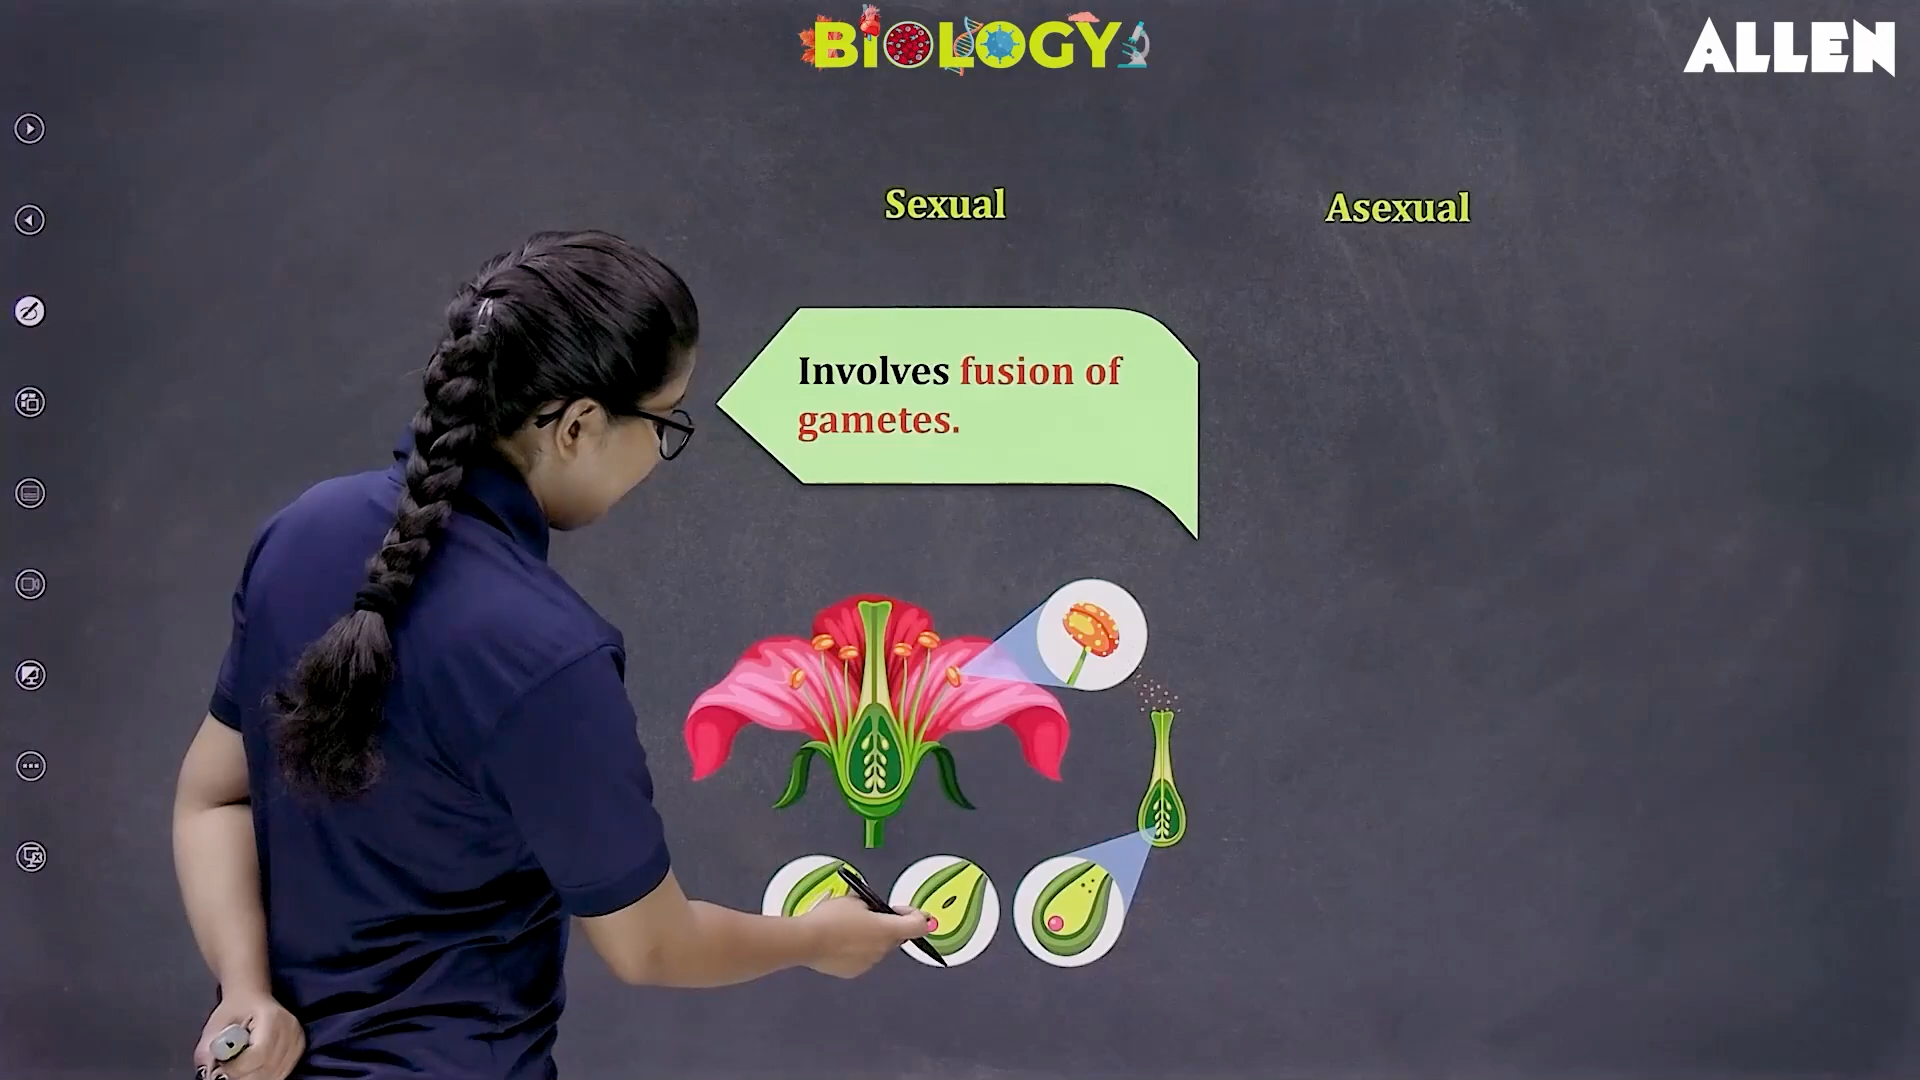 BIOLOGY
ALLEN
Sexual
Asexual
Involves fusion of
gametes.